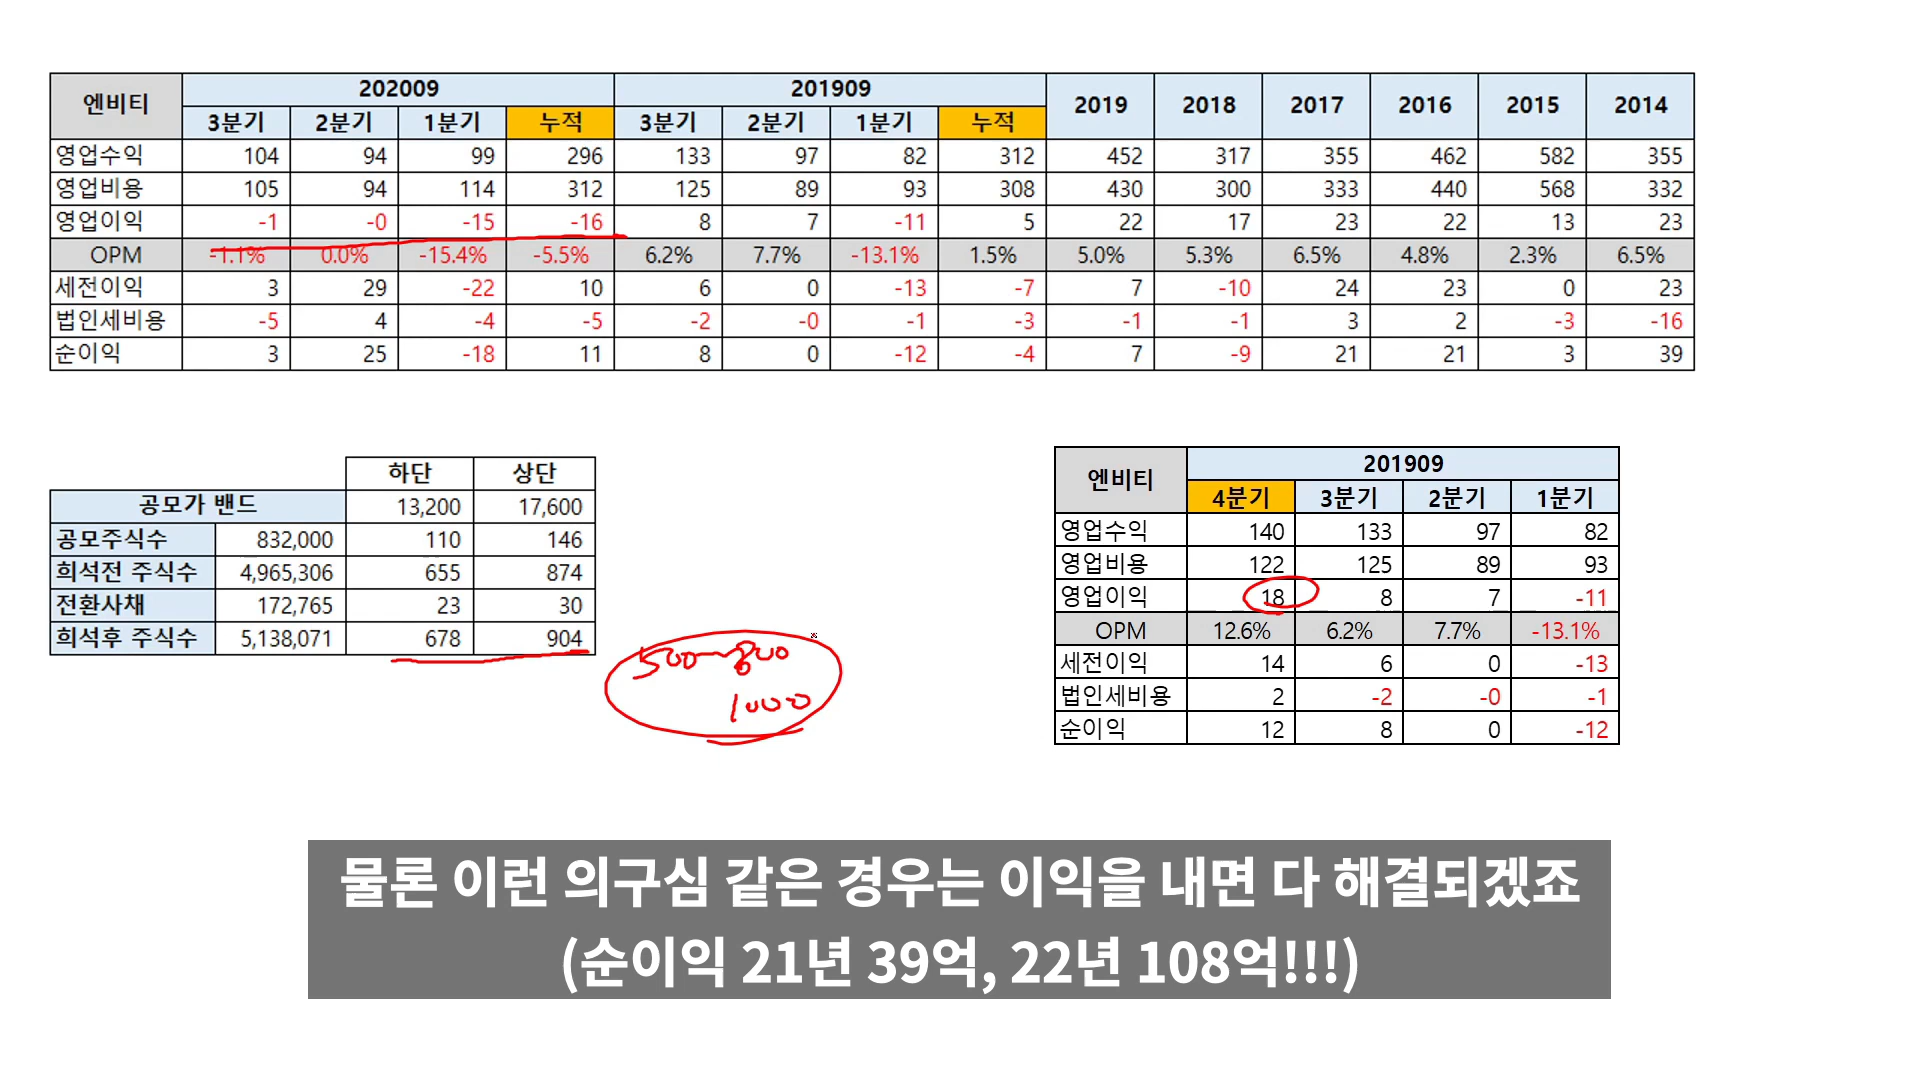 엔비티 202009 201909 2019 2018 2017 2016 2015 2014
3분기 2분기 1분기 누적 3분기 2분기 1분기 누적
영업수익 104 94 99 296 133 97 82 312 452 317 355 462 582 355
영업비용 105 94 114 312 125 89 93 308 430 300 333 440 568 332
영업이익 -1 -0 -15 -16 8 7 -11 5 22 17 23 22 13 23
OPM -1.1% 0.0% -15.4% -5.5% 6.2% 7.7% -13.1% 1.5% 5.0% 5.3% 6.5% 4.8% 2.3% 6.5%
세전이익 3 29 -22 10 6 0 -13 -7 7 -10 24 23 0 23
법인세비용 -5 4 -4 -5 -2 -0 -1 -3 -1 -1 3 2 -3 -16
순이익 3 25 -18 11 8 0 -12 -4 7 -9 21 21 3 39
하단 상단
공모가 밴드 13,200 17,600
공모주식수 832,000 110 146
희석전 주식수 4,965,306 655 874
전환사채 172,765 23 30
희석후 주식수 5,138,071 678 904
500~800
1000
엔비티 201909
4분기 3분기 2분기 1분기
영업수익 140 133 97 82
영업비용 122 125 89 93
영업이익 18 8 7 -11
OPM 12.6% 6.2% 7.7% -13.1%
세전이익 14 6 0 -13
법인세비용 2 -2 -0 -1
순이익 12 8 0 -12
물론 이런 의구심 같은 경우는 이익을 내면 다 해결되겠죠
(순이익 21년 39억, 22년 108억!!!)